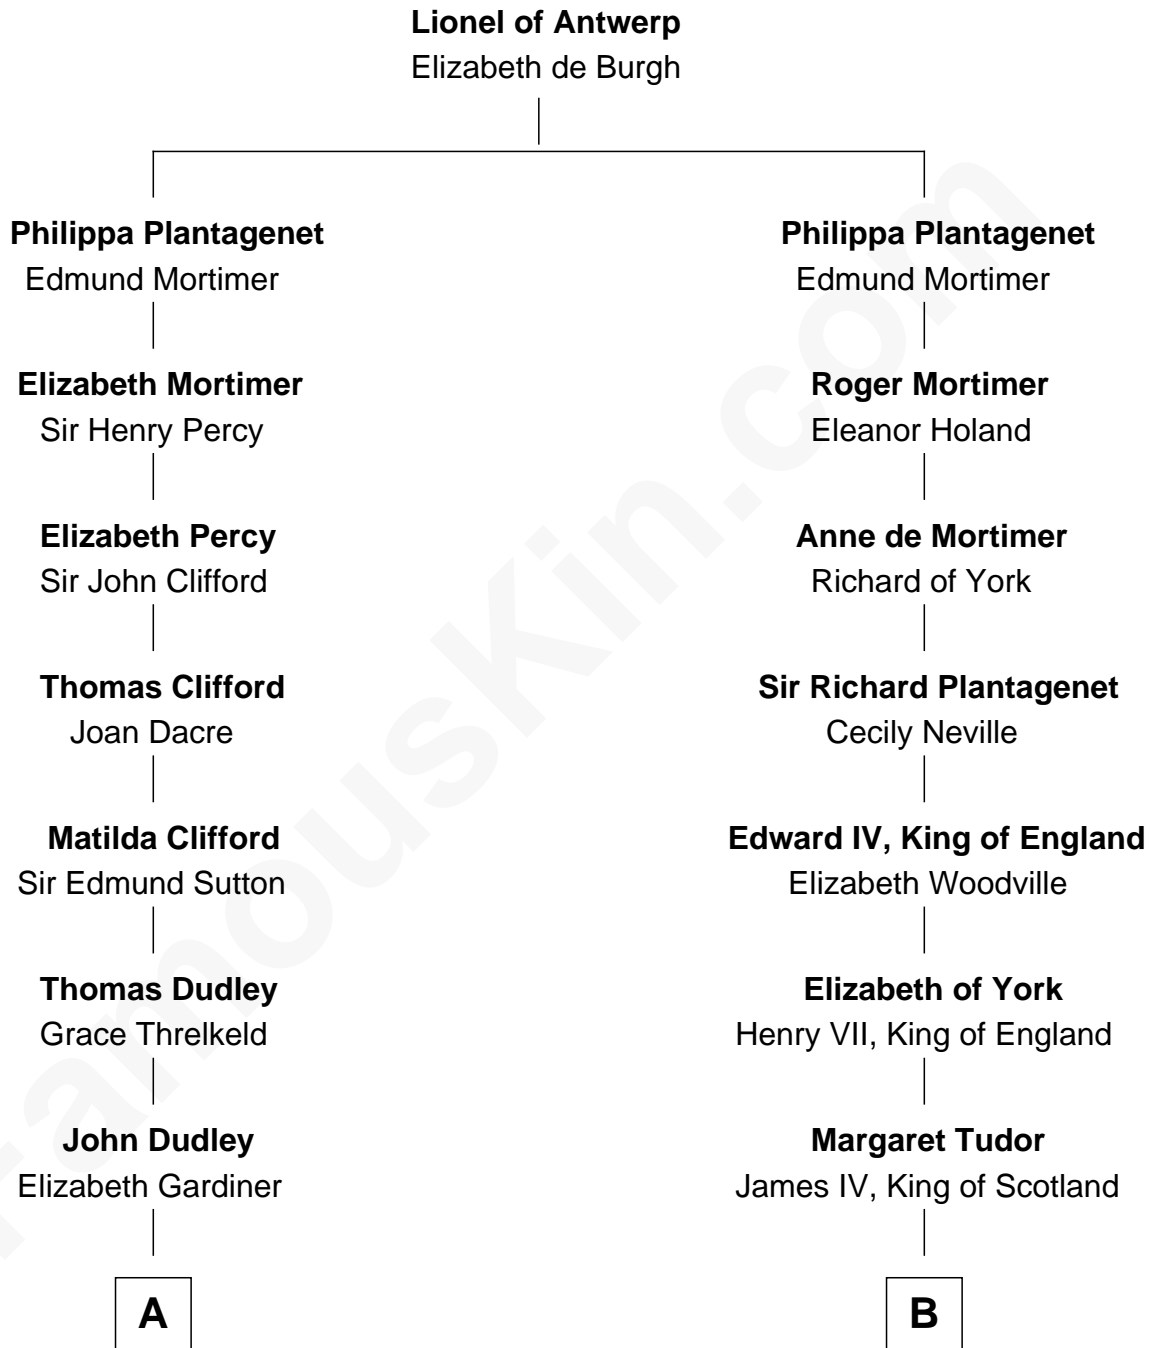 Lionel of Antwerp
Elizabeth de Burgh
Philippa Plantagenet
Edmund Mortimer
Elizabeth Mortimer
Sir Henry Percy
Elizabeth Percy
Sir John Clifford
Thomas Clifford
Joan Dacre
Matilda Clifford
Sir Edmund Sutton
Thomas Dudley
Grace Threlkeld
John Dudley
Elizabeth Gardiner
A
Philippa Plantagenet
Edmund Mortimer
Roger Mortimer
Eleanor Holand
Anne de Mortimer
Richard of York
Sir Richard Plantagenet
Cecily Neville
Edward IV, King of England
Elizabeth Woodville
Elizabeth of York
Henry VII, King of England
Margaret Tudor
James IV, King of Scotland
B
FamousKin.com